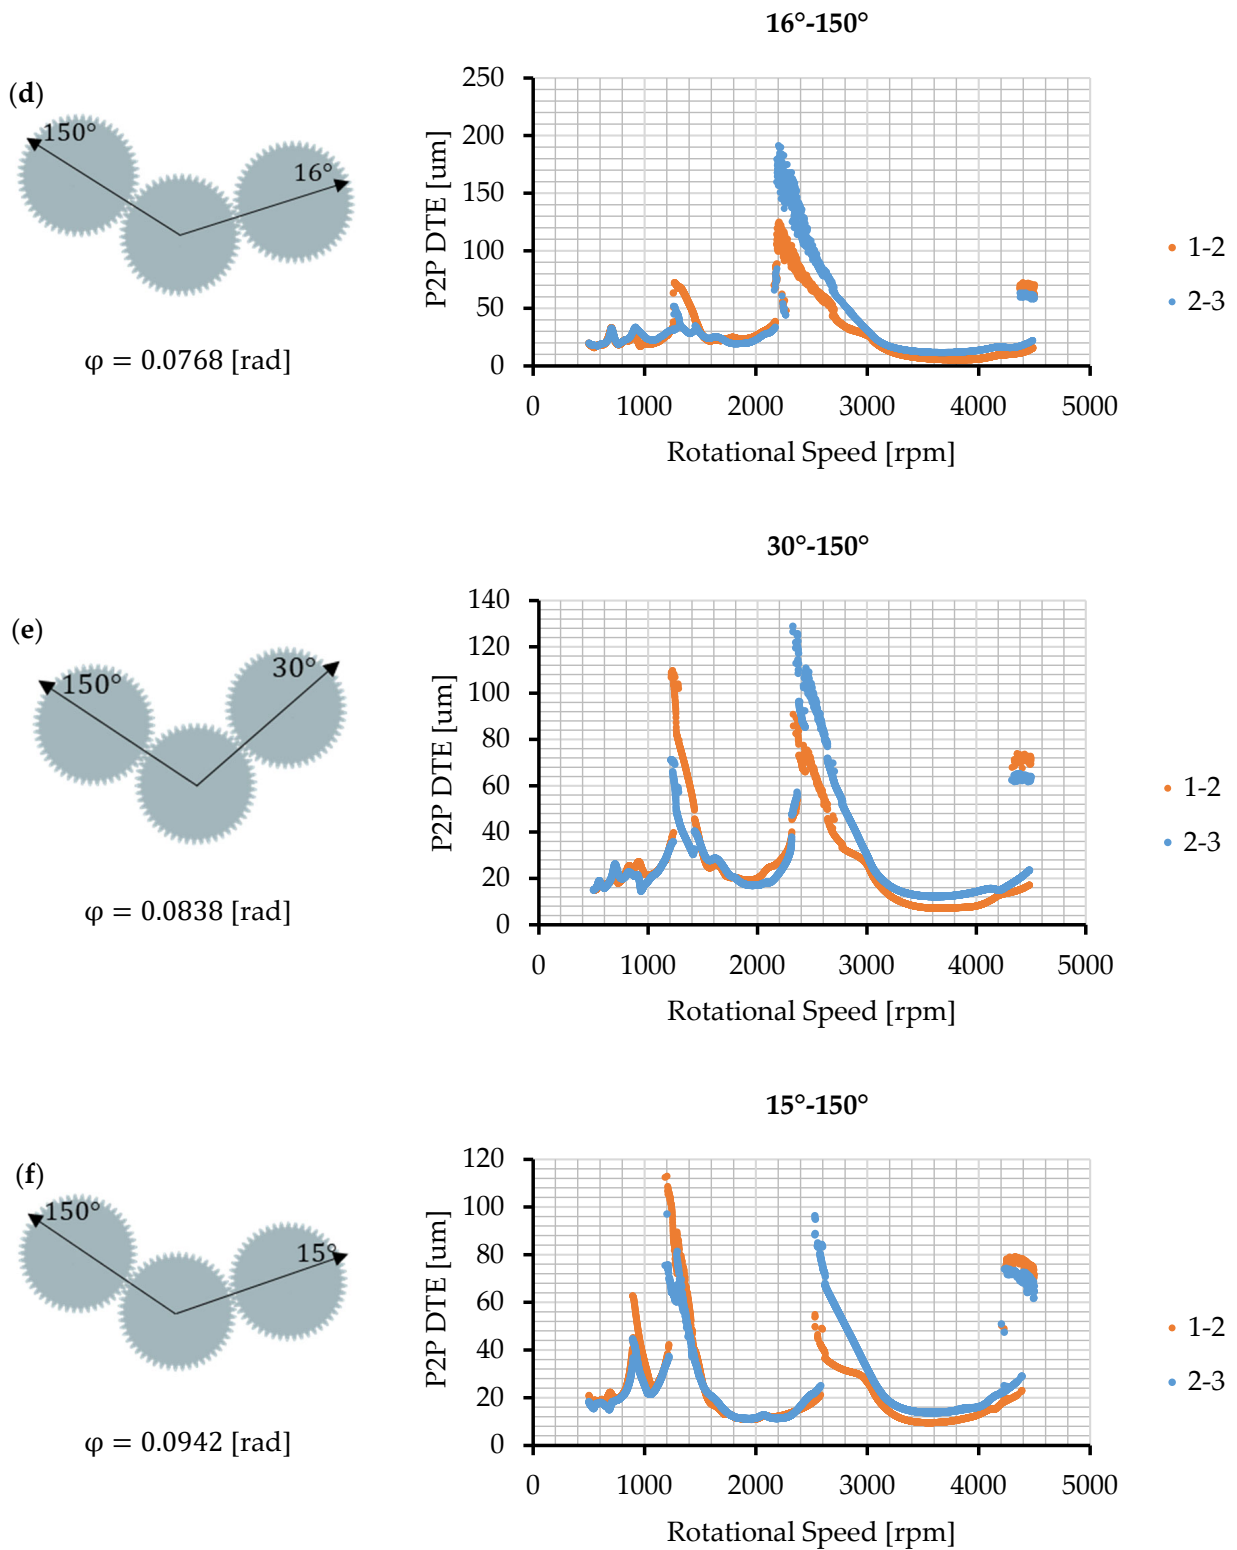 16°-150°
(d)
150°
16°
φ = 0.0768 [rad]
250
200
150
100
50
0
P2P DTE [um]
0 1000 2000 3000 4000 5000
Rotational Speed [rpm]
1-2
2-3
30°-150°
(e)
150°
30°
φ = 0.0838 [rad]
140
120
100
80
60
40
20
0
P2P DTE [um]
0 1000 2000 3000 4000 5000
Rotational Speed [rpm]
1-2
2-3
15°-150°
(f)
150°
15°
φ = 0.0942 [rad]
120
100
80
60
40
20
0
P2P DTE [um]
0 1000 2000 3000 4000 5000
Rotational Speed [rpm]
1-2
2-3